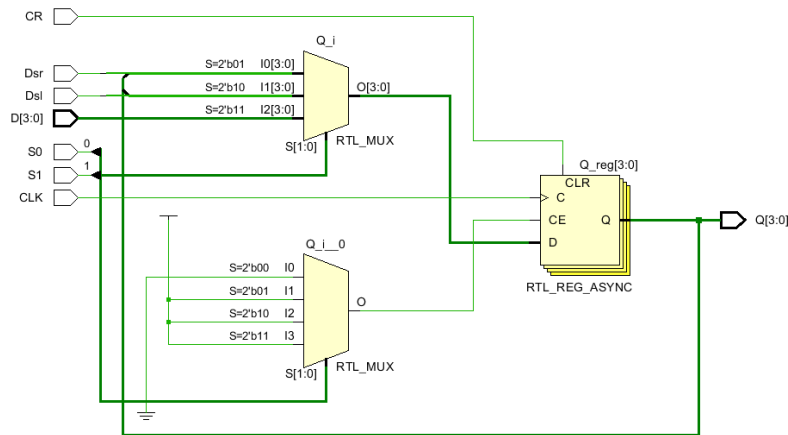 CR
Q_i
Dsr
S=2'b01 I0[3:0]
Dsl
S=2'b10 I1[3:0] O[3:0]
D[3:0]
S=2'b11 I2[3:0]
S0 0
S[1:0] RTL_MUX
S1 1
Q_reg[3:0]
CLR
CLK
C
CE Q Q[3:0]
D
RTL_REG_ASYNC
Q_i__0
S=2'b00 I0
S=2'b01 I1 O
S=2'b10 I2
S=2'b11 I3
S[1:0] RTL_MUX